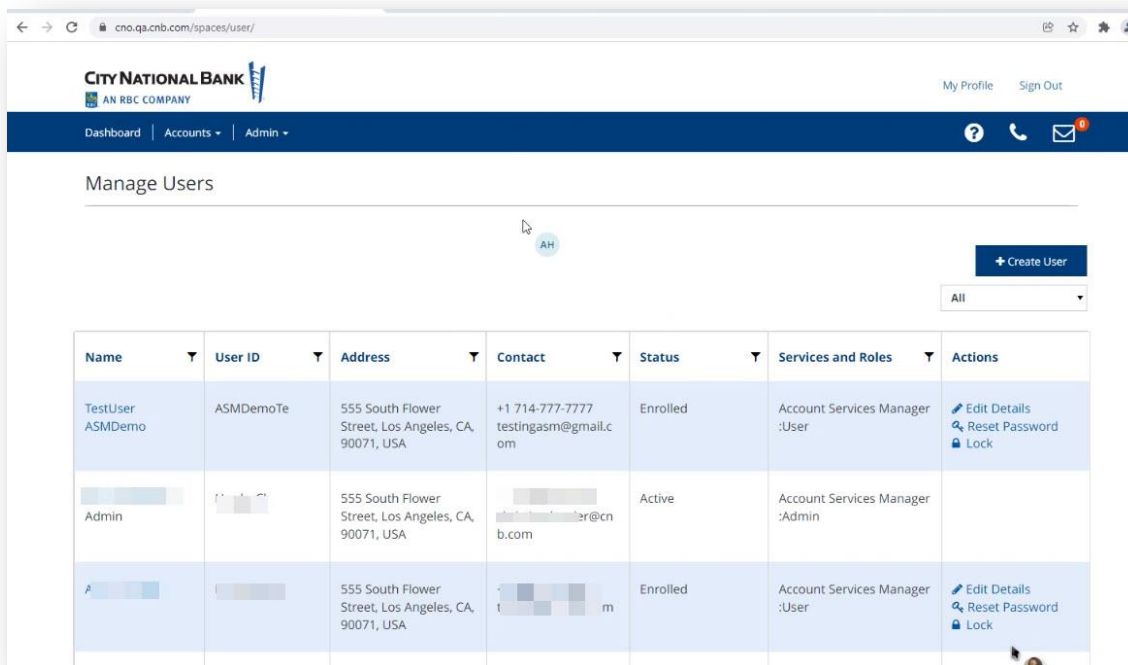 cno.qa.cnb.com/spaces/user/
CITY NATIONAL BANK
AN RBC COMPANY
My Profile Sign Out
Dashboard | Accounts | Admin
0
Manage Users
AH
+ Create User
All
Name User ID Address Contact Status Services and Roles Actions
TestUser ASMDemoTe 555 South Flower +1 714-777-7777 Enrolled Account Services Manager Edit Details
ASMDemo Street, Los Angeles, CA, testingasm@gmail.c :User Reset Password
90071, USA om Lock
555 South Flower Active Account Services Manager
Admin Street, Los Angeles, CA, er@cn :Admin
90071, USA b.com
A 555 South Flower Enrolled Account Services Manager Edit Details
Street, Los Angeles, CA, m :User Reset Password
90071, USA Lock